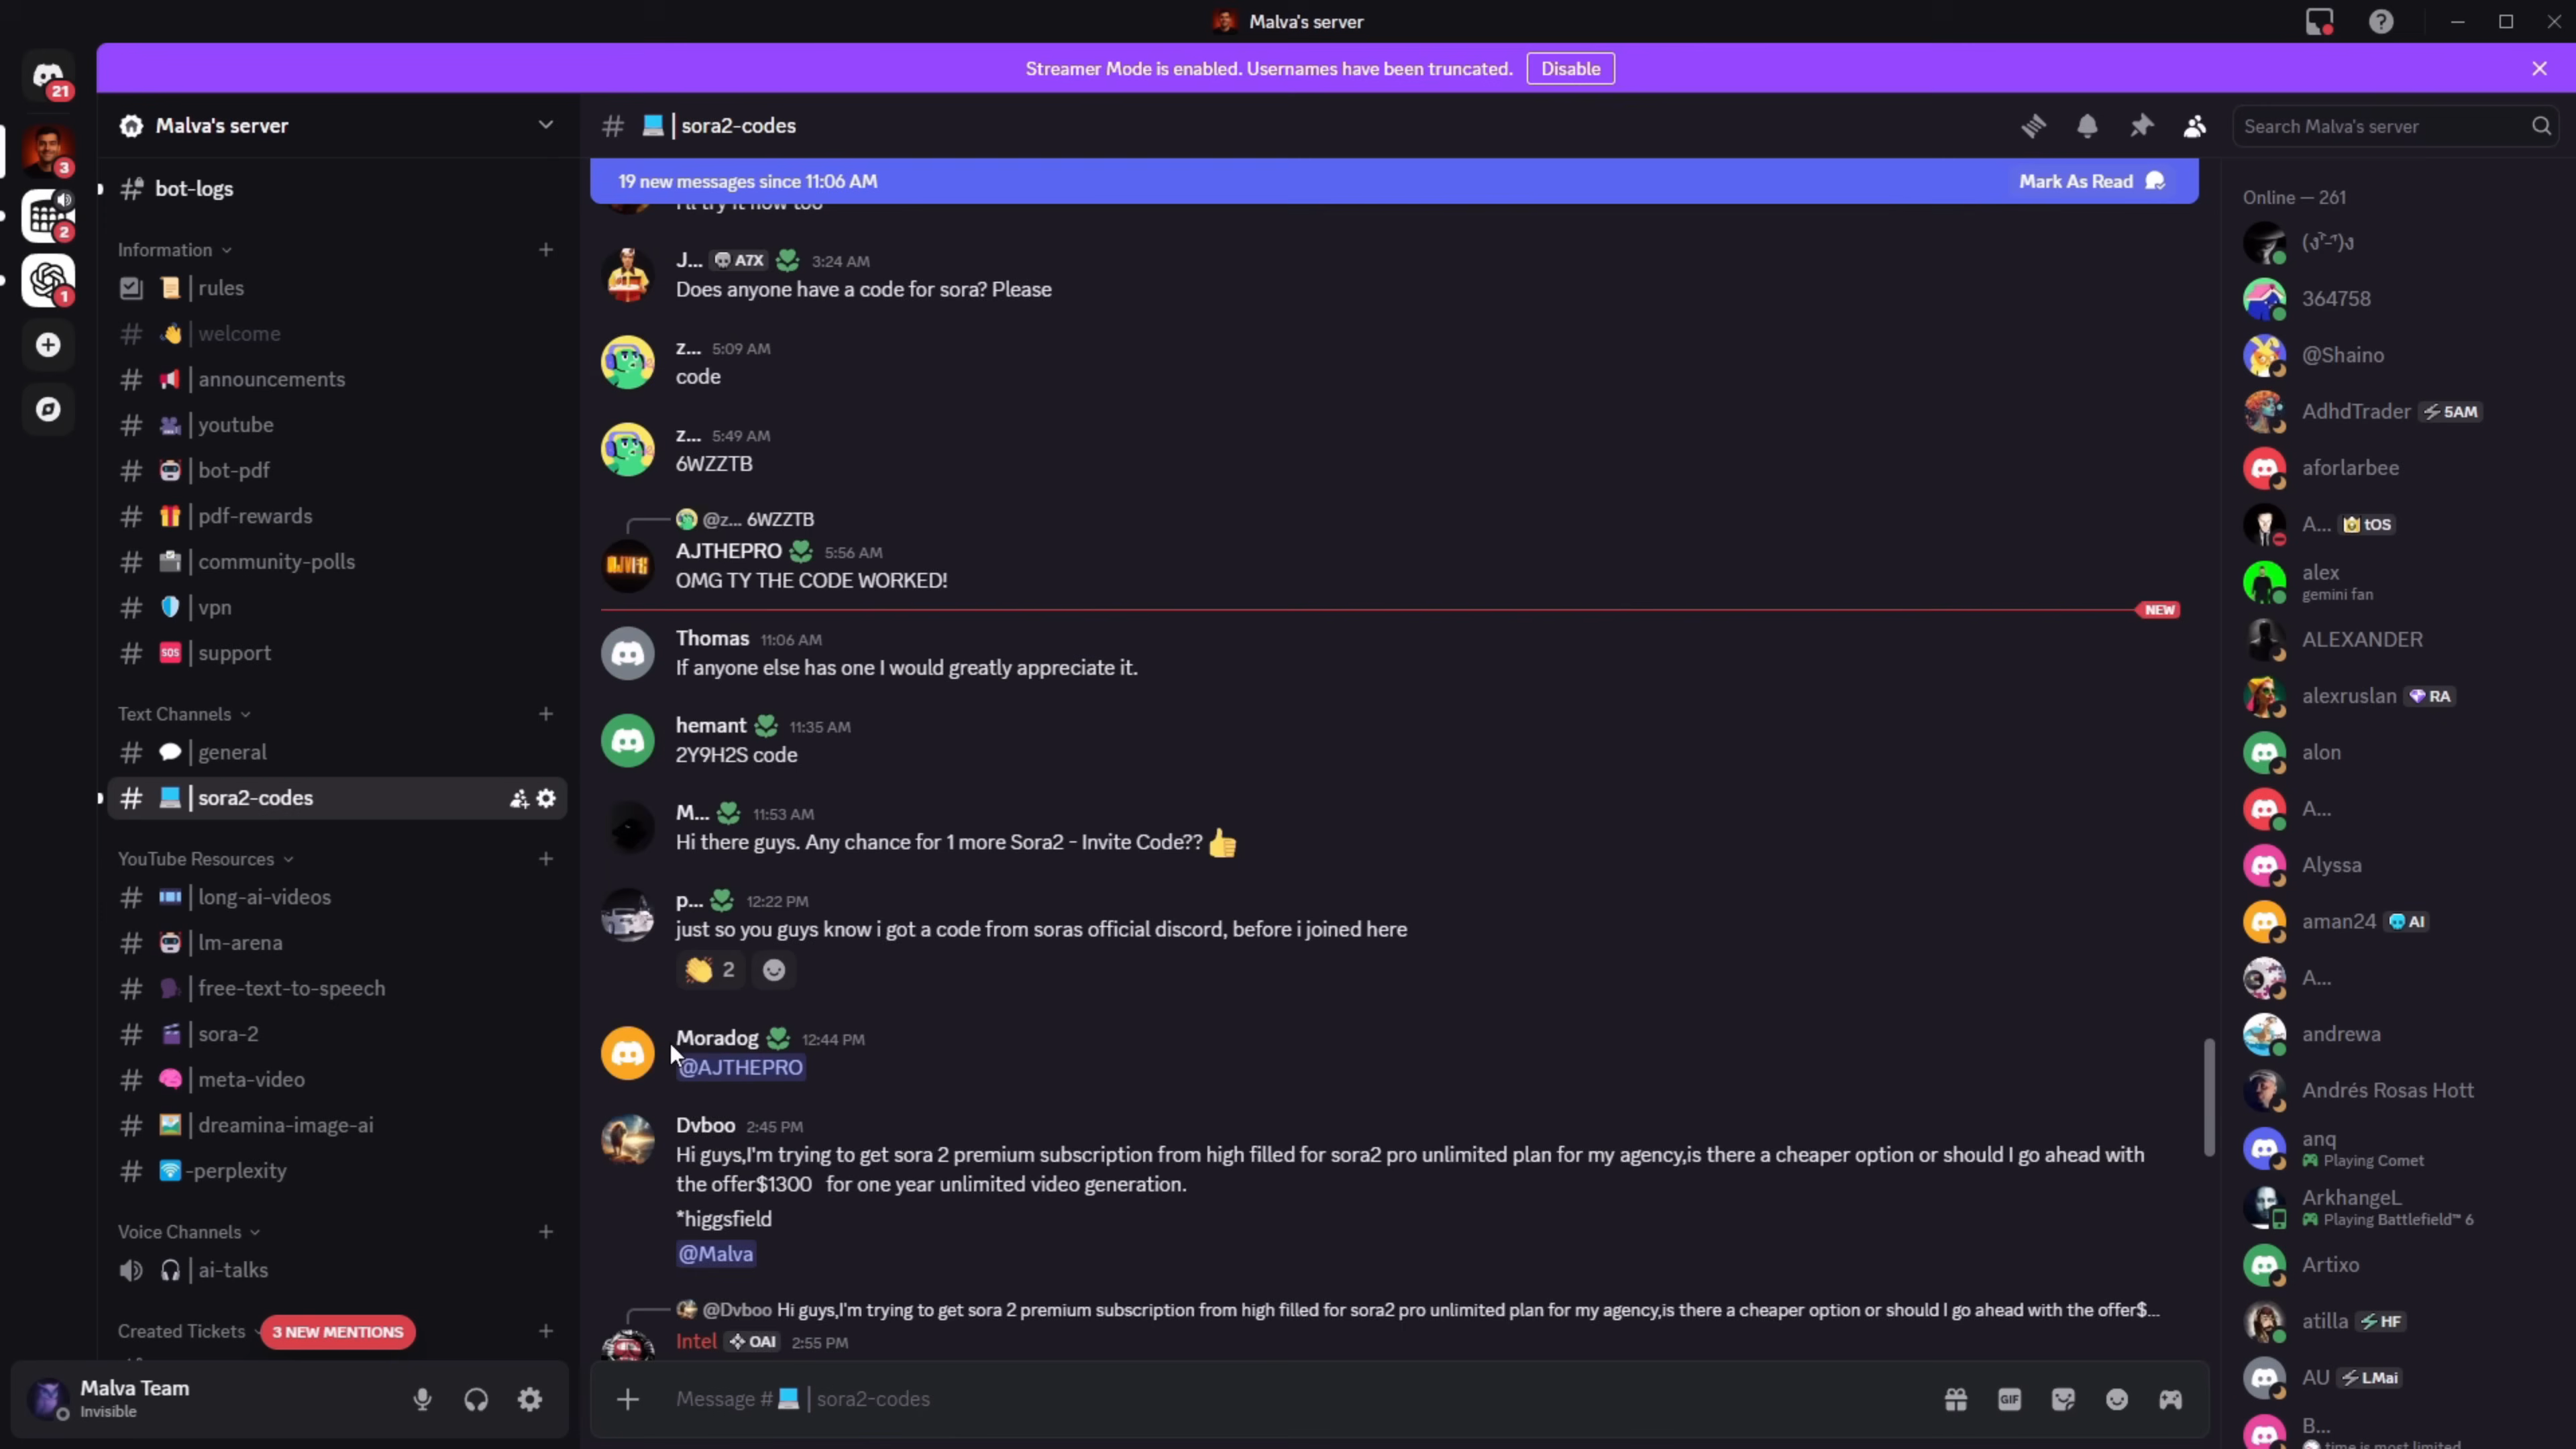 Malva's server
Streamer Mode is enabled. Usernames have been truncated.
Disable
21
3
2
1
Malva's server
bot-logs
Information
rules
welcome
announcements
youtube
bot-pdf
pdf-rewards
community-polls
vpn
SOS
support
Text Channels
general
sora2-codes
YouTube Resources
long-ai-videos
lm-arena
free-text-to-speech
sora-2
meta-video
dreamina-image-ai
-perplexity
Voice Channels
ai-talks
Created Tickets
3 NEW MENTIONS
Malva Team
Invisible
# | sora2-codes
Search Malva's server
19 new messages since 11:06 AM
Mark As Read
J... A7X 3:24 AM
Does anyone have a code for sora? Please
z... 5:09 AM
code
z... 5:49 AM
6WZZTB
@z... 6WZZTB
AJTHEPRO 5:56 AM
OMG TY THE CODE WORKED!
NEW
Thomas 11:06 AM
If anyone else has one I would greatly appreciate it.
hemant 11:35 AM
2Y9H2S code
M... 11:53 AM
Hi there guys. Any chance for 1 more Sora2 - Invite Code??
p... 12:22 PM
just so you guys know i got a code from soras official discord, before i joined here
2
Moradog 12:44 PM
@AJTHEPRO
Dvboo 2:45 PM
Hi guys,I'm trying to get sora 2 premium subscription from high filled for sora2 pro unlimited plan for my agency,is there a cheaper option or should I go ahead with
the offer$1300 for one year unlimited video generation.
*higgsfield
@Malva
@Dvboo Hi guys,I'm trying to get sora 2 premium subscription from high filled for sora2 pro unlimited plan for my agency,is there a cheaper option or should I go ahead with the offer$...
Intel OAI 2:55 PM
Message # | sora2-codes
GIF
Online — 261
364758
@Shaino
AdhdTrader 5AM
aforlarbee
A... tOS
alex
gemini fan
ALEXANDER
alexruslan RA
alon
A...
Alyssa
aman24 AI
A...
andrewa
Andrés Rosas Hott
anq
Playing Comet
ArkhangeL
Playing Battlefield™ 6
Artixo
atilla HF
AU LMai
B...